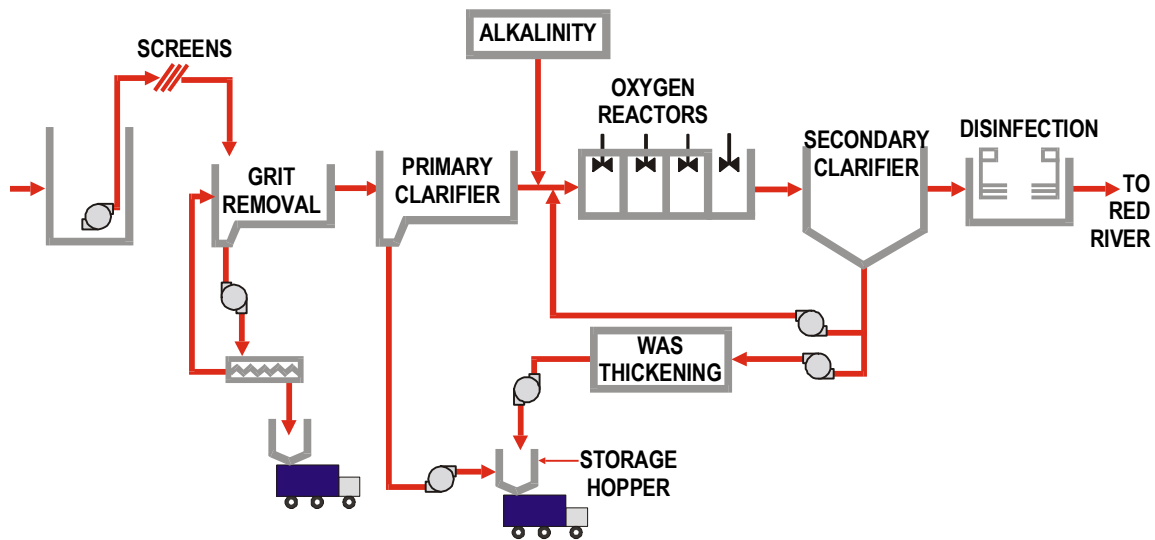 ALKALINITY
SCREENS
OXYGEN
REACTORS
SECONDARY
CLARIFIER
DISINFECTION
GRIT
REMOVAL
PRIMARY
CLARIFIER
TO
RED
RIVER
WAS
THICKENING
STORAGE
HOPPER